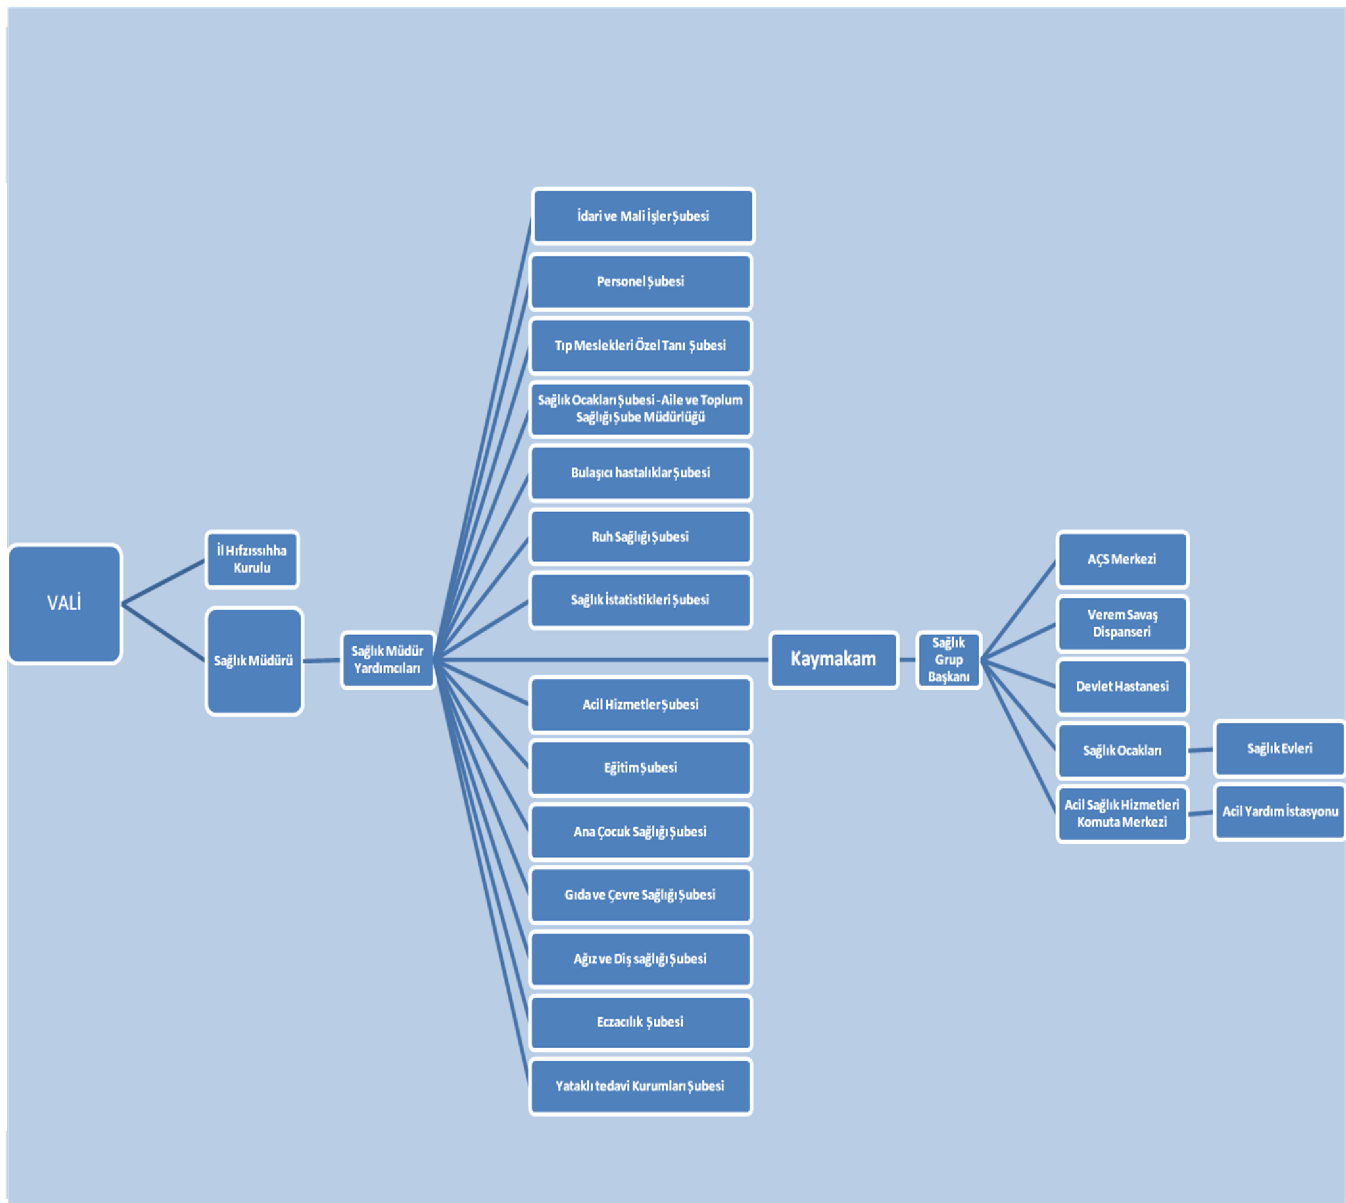 VALİ
İl Hıfzıssıhha
Kurulu
Sağlık Müdürü
Sağlık Müdür
Yardımcıları
İdari ve Mali İşler Şubesi
Personel Şubesi
Tıp Meslekleri Özel Tanı Şubesi
Sağlık Ocakları Şubesi -Aile ve Toplum
Sağlığı Şube Müdürlüğü
Bulaşıcı hastalıklar Şubesi
Ruh Sağlığı Şubesi
Sağlık İstatistikleri Şubesi
Acil Hizmetler Şubesi
Eğitim Şubesi
Ana Çocuk Sağlığı Şubesi
Gıda ve Çevre Sağlığı Şubesi
Ağız ve Diş sağlığı Şubesi
Eczacılık Şubesi
Yataklı tedavi Kurumları Şubesi
Kaymakam
Sağlık
Grup
Başkanı
AÇS Merkezi
Verem Savaş
Dispanseri
Devlet Hastanesi
Sağlık Ocakları
Acil Sağlık Hizmetleri
Komuta Merkezi
Sağlık Evleri
Acil Yardım İstasyonu